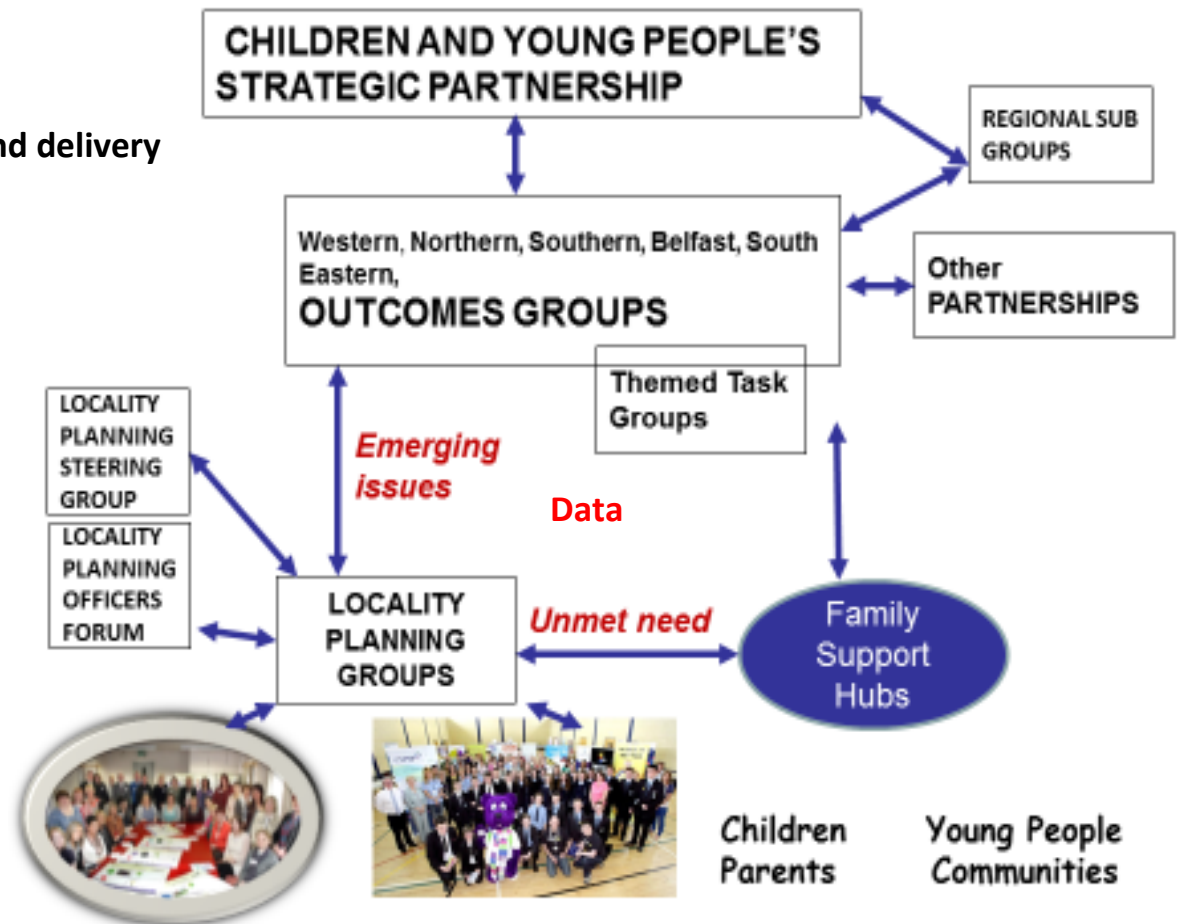 CHILDREN AND YOUNG PEOPLE'S
STRATEGIC PARTNERSHIP
nd delivery
REGIONAL SUB
GROUPS
Western, Northern, Southern, Belfast, South
Eastern,
OUTCOMES GROUPS
Other
PARTNERSHIPS
Themed Task
Groups
LOCALITY
PLANNING
STEERING
GROUP
Emerging
issues
Data
LOCALITY
PLANNING
OFFICERS
FORUM
LOCALITY
PLANNING
GROUPS
Unmet need
Family
Support
Hubs
Children
Parents
Young People
Communities